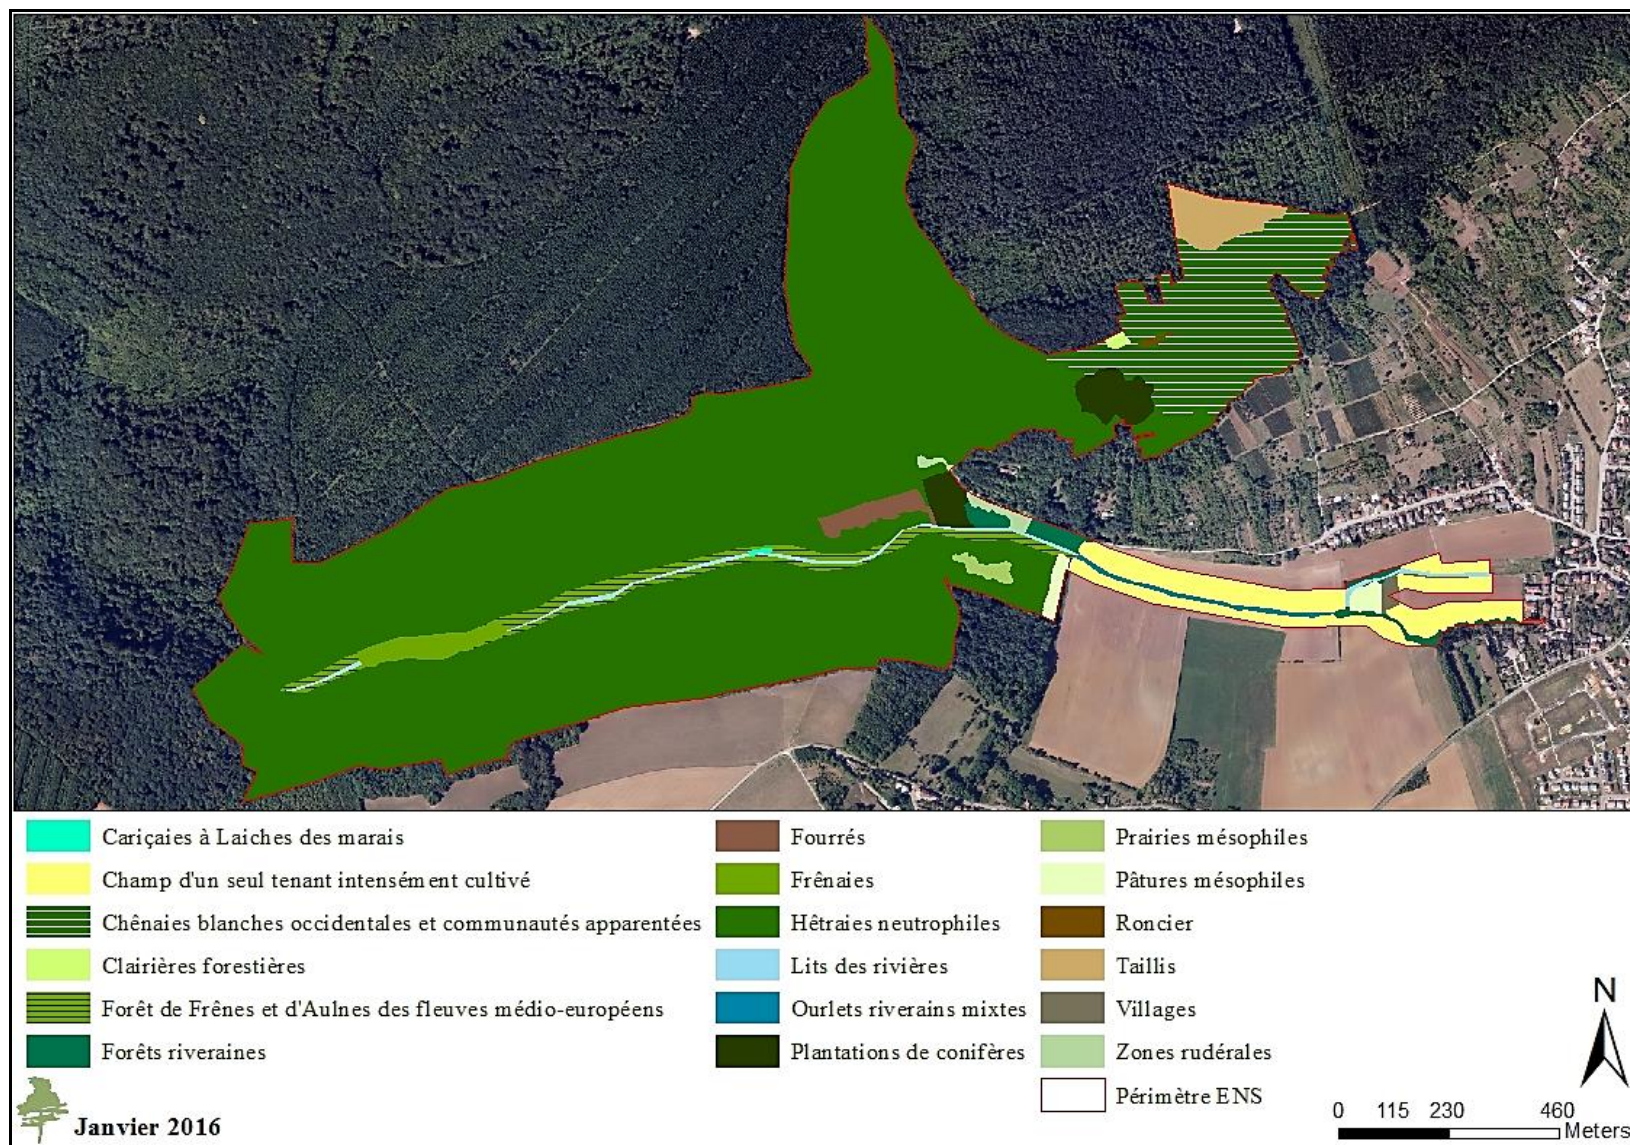 Cariçaies à Laiches des marais
Champ d'un seul tenant intensément cultivé
Chênaies blanches occidentales et communautés apparentées
Clairières forestières
Forêt de Frênes et d'Aulnes des fleuves médio-européens
Forêts riveraines
Fourrés
Frênaies
Hêtraies neutrophiles
Lits des rivières
Ourlets riverains mixtes
Plantations de conifères
Prairies mésophiles
Pâtures mésophiles
Roncier
Taillis
Villages
Zones rudérales
Périmètre ENS
N
0 115 230 460
Meters
Janvier 2016